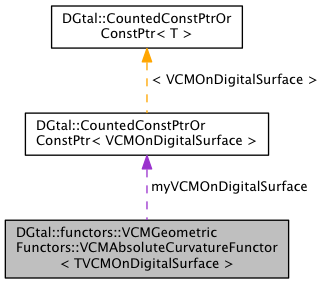 DGtal::CountedConstPtrOr
ConstPtr< T >
< VCMOnDigitalSurface >
DGtal::CountedConstPtrOr
ConstPtr< VCMOnDigitalSurface >
myVCMOnDigitalSurface
DGtal::functors::VCMGeometric
Functors::VCMAbsoluteCurvatureFunctor
< TVCMOnDigitalSurface >